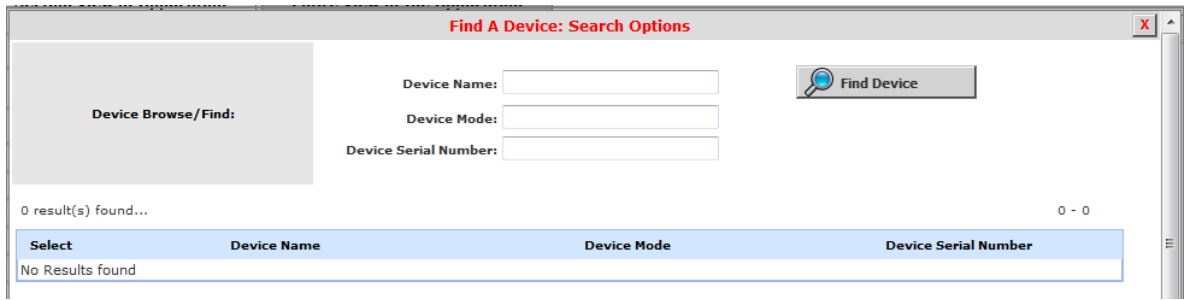 Find A Device: Search Options
X
Device Browse/Find:
Device Name:
Find Device
Device Mode:
Device Serial Number:
0 result(s) found...
0 - 0
Select Device Name Device Mode Device Serial Number
No Results found